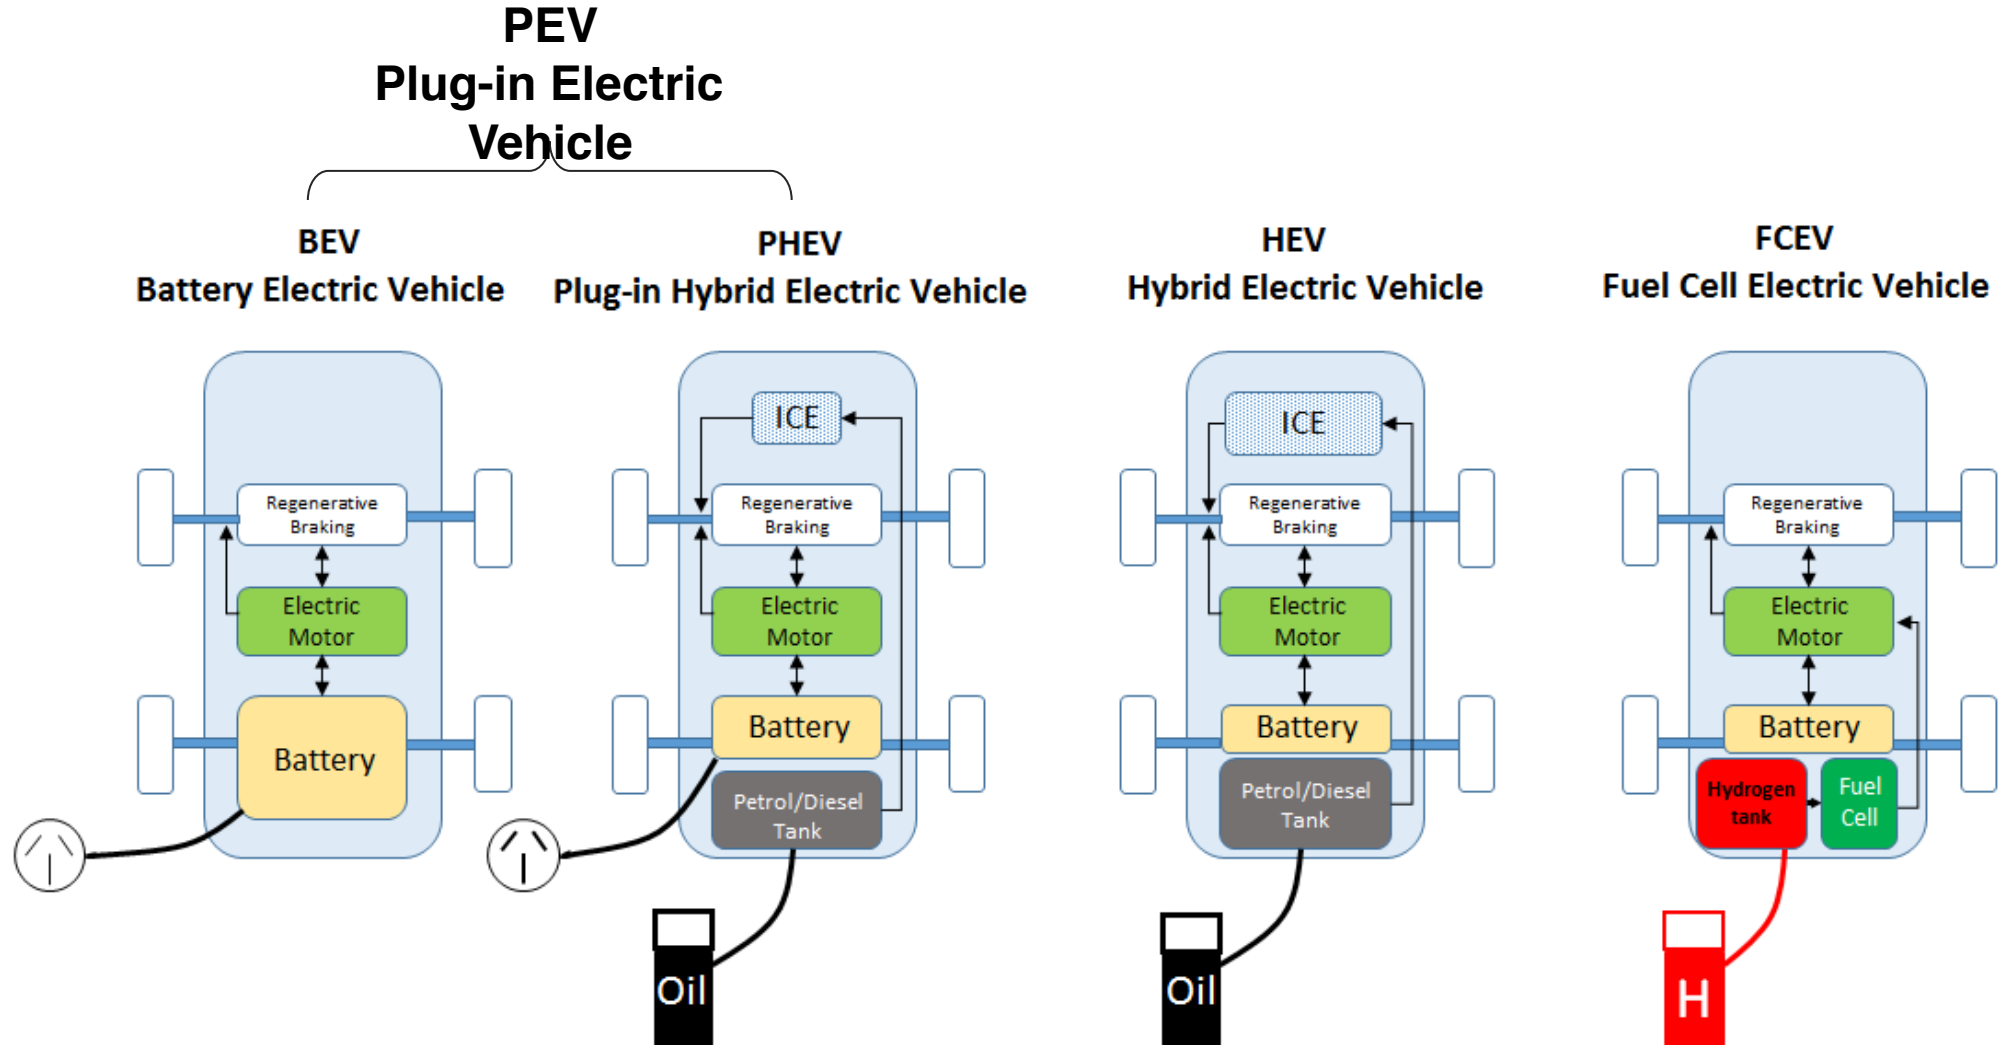 PEV
Plug-in Electric
Vehicle
BEV
Battery Electric Vehicle
PHEV
Plug-in Hybrid Electric Vehicle
HEV
Hybrid Electric Vehicle
FCEV
Fuel Cell Electric Vehicle
Regenerative
Braking
Electric
Motor
Battery
ICE
Regenerative
Braking
Electric
Motor
Battery
Petrol/Diesel
Tank
Oil
ICE
Regenerative
Braking
Electric
Motor
Battery
Petrol/Diesel
Tank
Oil
Regenerative
Braking
Electric
Motor
Battery
Hydrogen
tank
Fuel
Cell
H